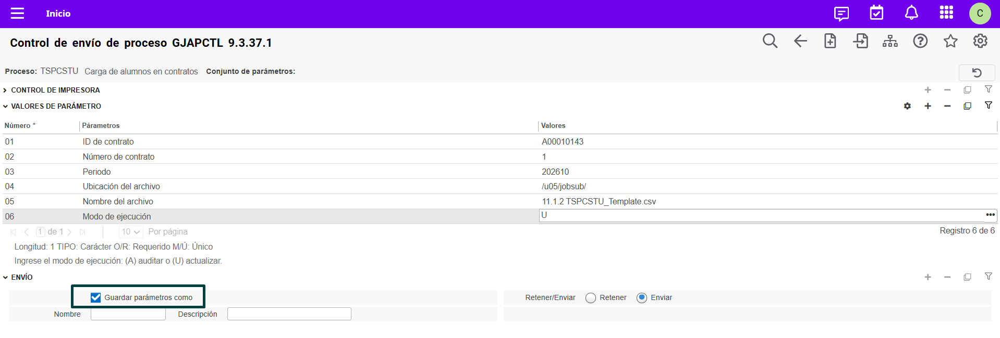 Inicio
C
Control de envío de proceso GJAPCTL 9.3.37.1
Proceso: TSPCSTU Carga de alumnos en contratos Conjunto de parámetros:
CONTROL DE IMPRESORA
VALORES DE PARÁMETRO
Número * Párametros Valores
01 ID de contrato A00010143
02 Número de contrato 1
03 Periodo 202610
04 Ubicación del archivo /u05/jobsub/
05 Nombre del archivo 11.1.2 TSPCSTU_Template.csv
06 Modo de ejecución U
1 de 1 10 Por página Registro 6 de 6
Longitud: 1 TIPO: Carácter O/R: Requerido M/Ú: Único
Ingrese el modo de ejecución: (A) auditar o (U) actualizar.
ENVÍO
Guardar parámetros como Retener/Enviar Retener Enviar
Nombre Descripción